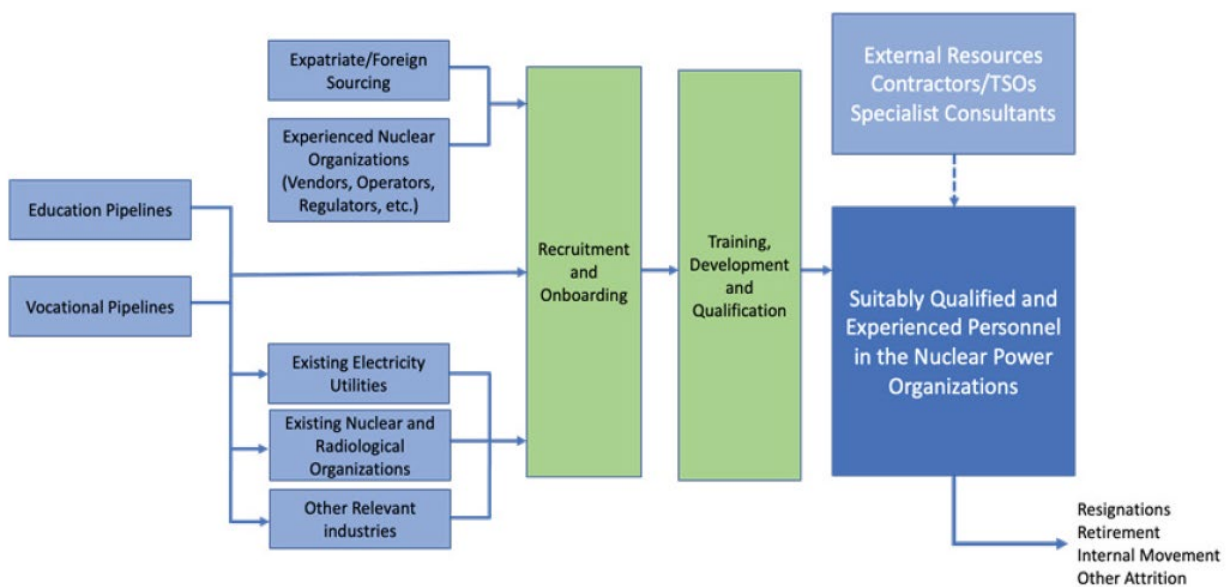 Expatriate/Foreign
Sourcing
Experienced Nuclear
Organizations
(Vendors, Operators,
Regulators, etc.)
Education Pipelines
Vocational Pipelines
Existing Electricity
Utilities
Existing Nuclear and
Radiological
Organizations
Other Relevant
industries
Recruitment
and
Onboarding
Training,
Development
and
Qualification
External Resources
Contractors/TSOs
Specialist Consultants
Suitably Qualified and
Experienced Personnel
in the Nuclear Power
Organizations
Resignations
Retirement
Internal Movement
Other Attrition